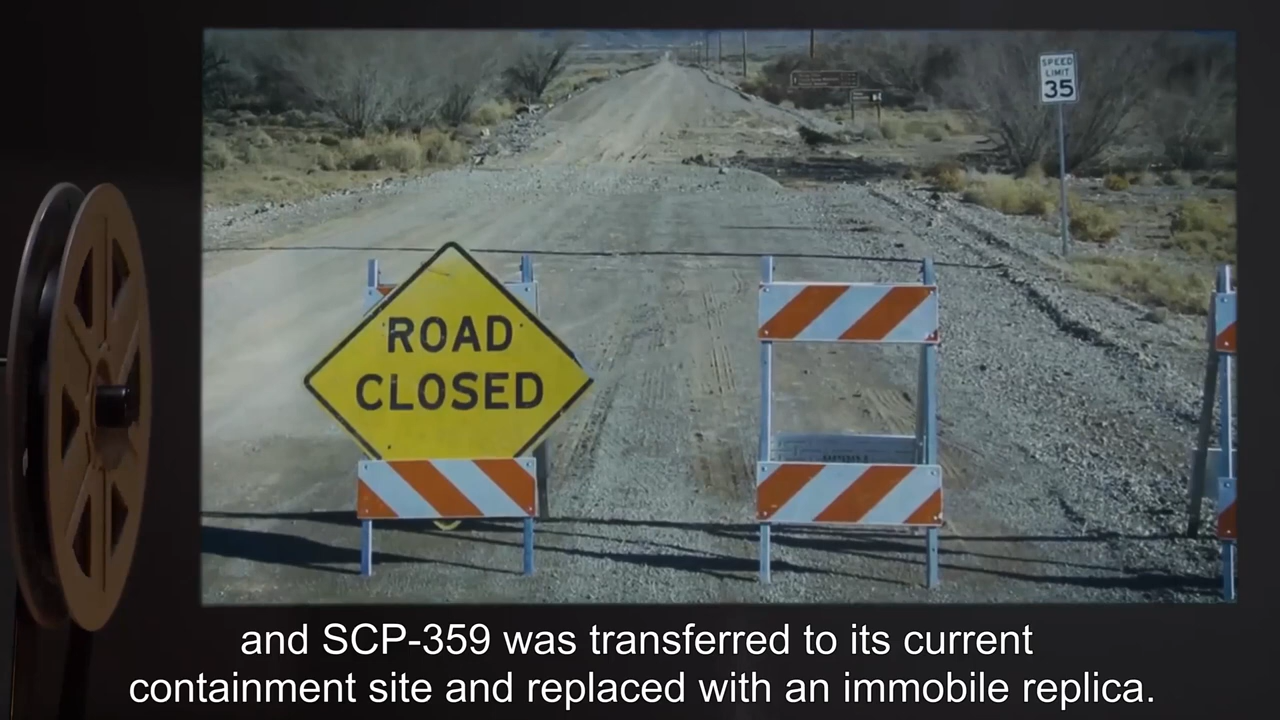 SPEED
LIMIT
35
ROAD
CLOSED
and SCP-359 was transferred to its current
containment site and replaced with an immobile replica.